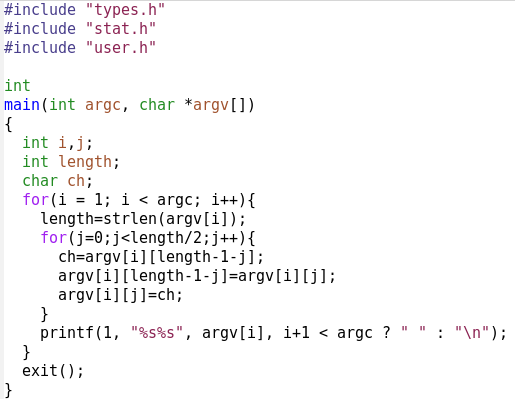 #include "types.h"
#include "stat.h"
#include "user.h"

int
main(int argc, char *argv[])
{
  int i,j;
  int length;
  char ch;
  for(i = 1; i < argc; i++){
    length=strlen(argv[i]);
    for(j=0;j<length/2;j++){
      ch=argv[i][length-1-j];
      argv[i][length-1-j]=argv[i][j];
      argv[i][j]=ch;
    }
    printf(1, "%s%s", argv[i], i+1 < argc ? " " : "\n");
  }
  exit();
}